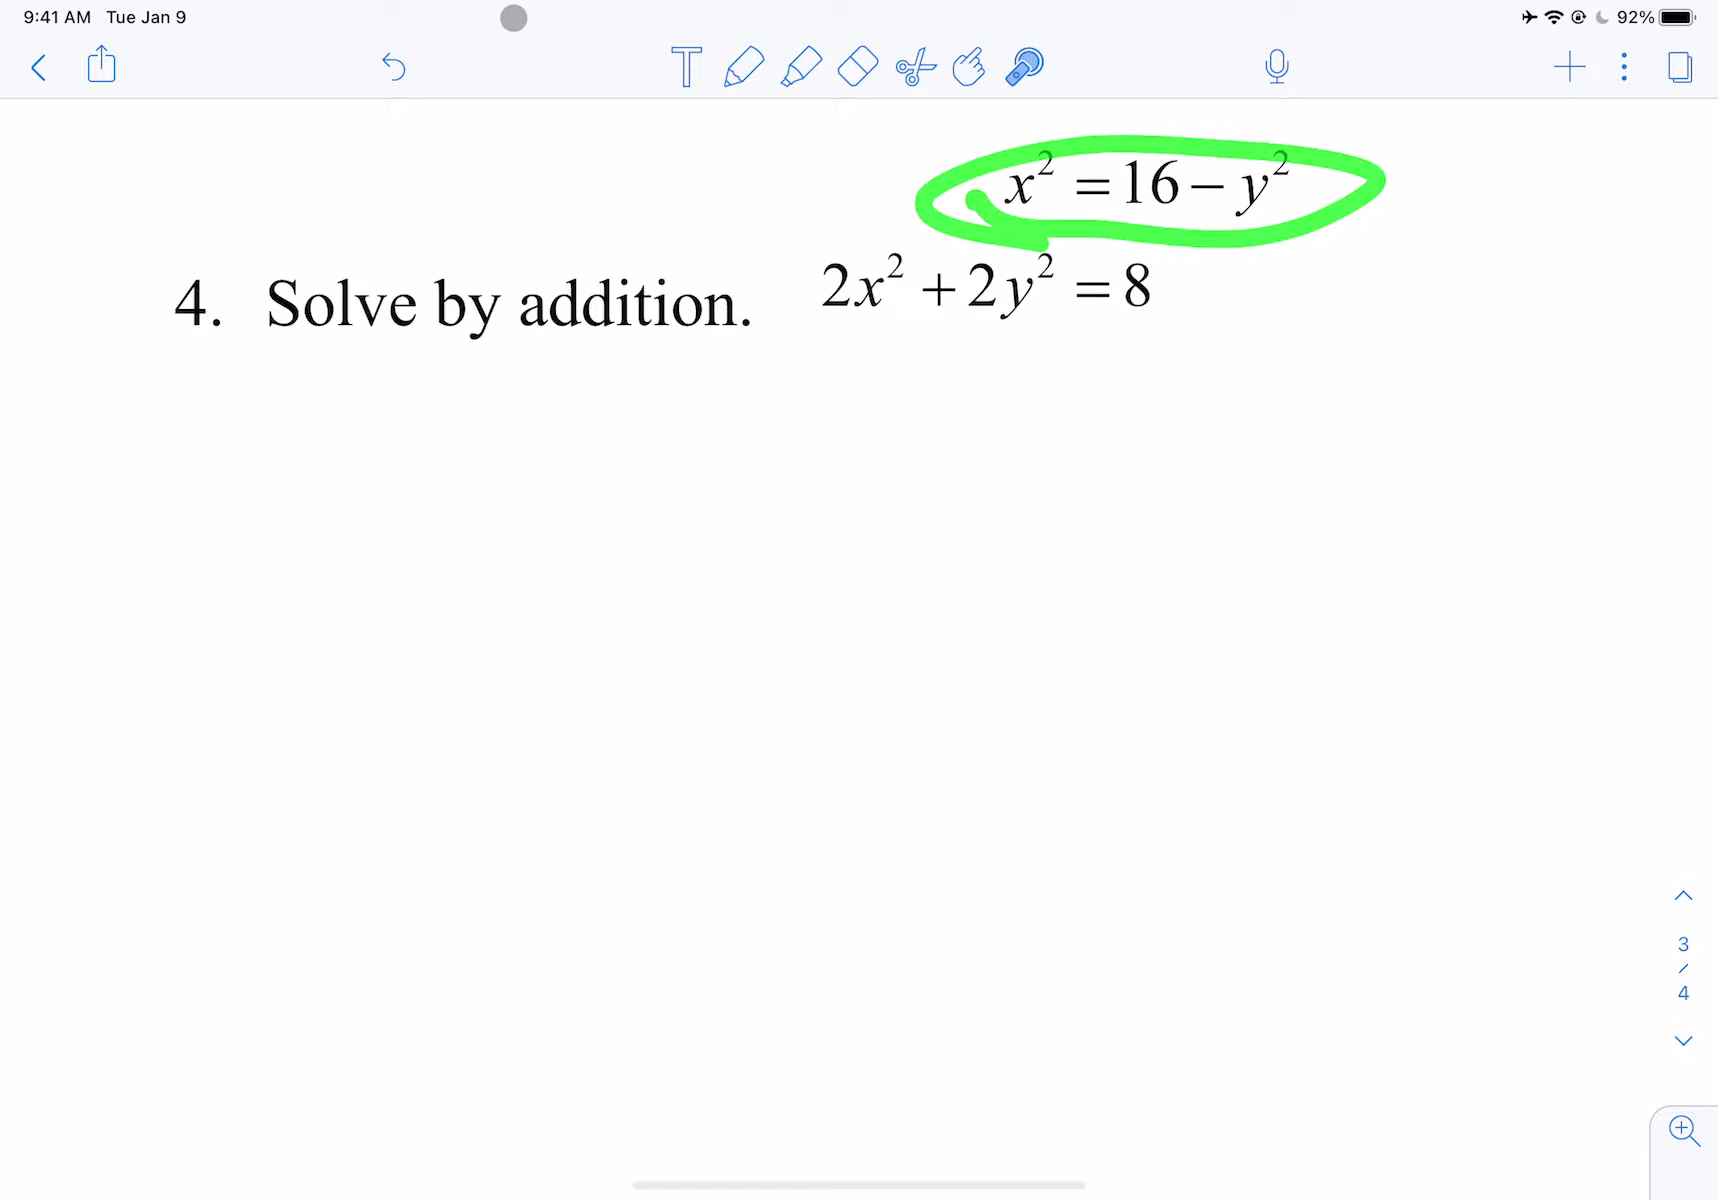 9:41 AM Tue Jan 9 92%
T
x² = 16 − y²
4. Solve by addition. 2x² + 2y² = 8
3
/
4